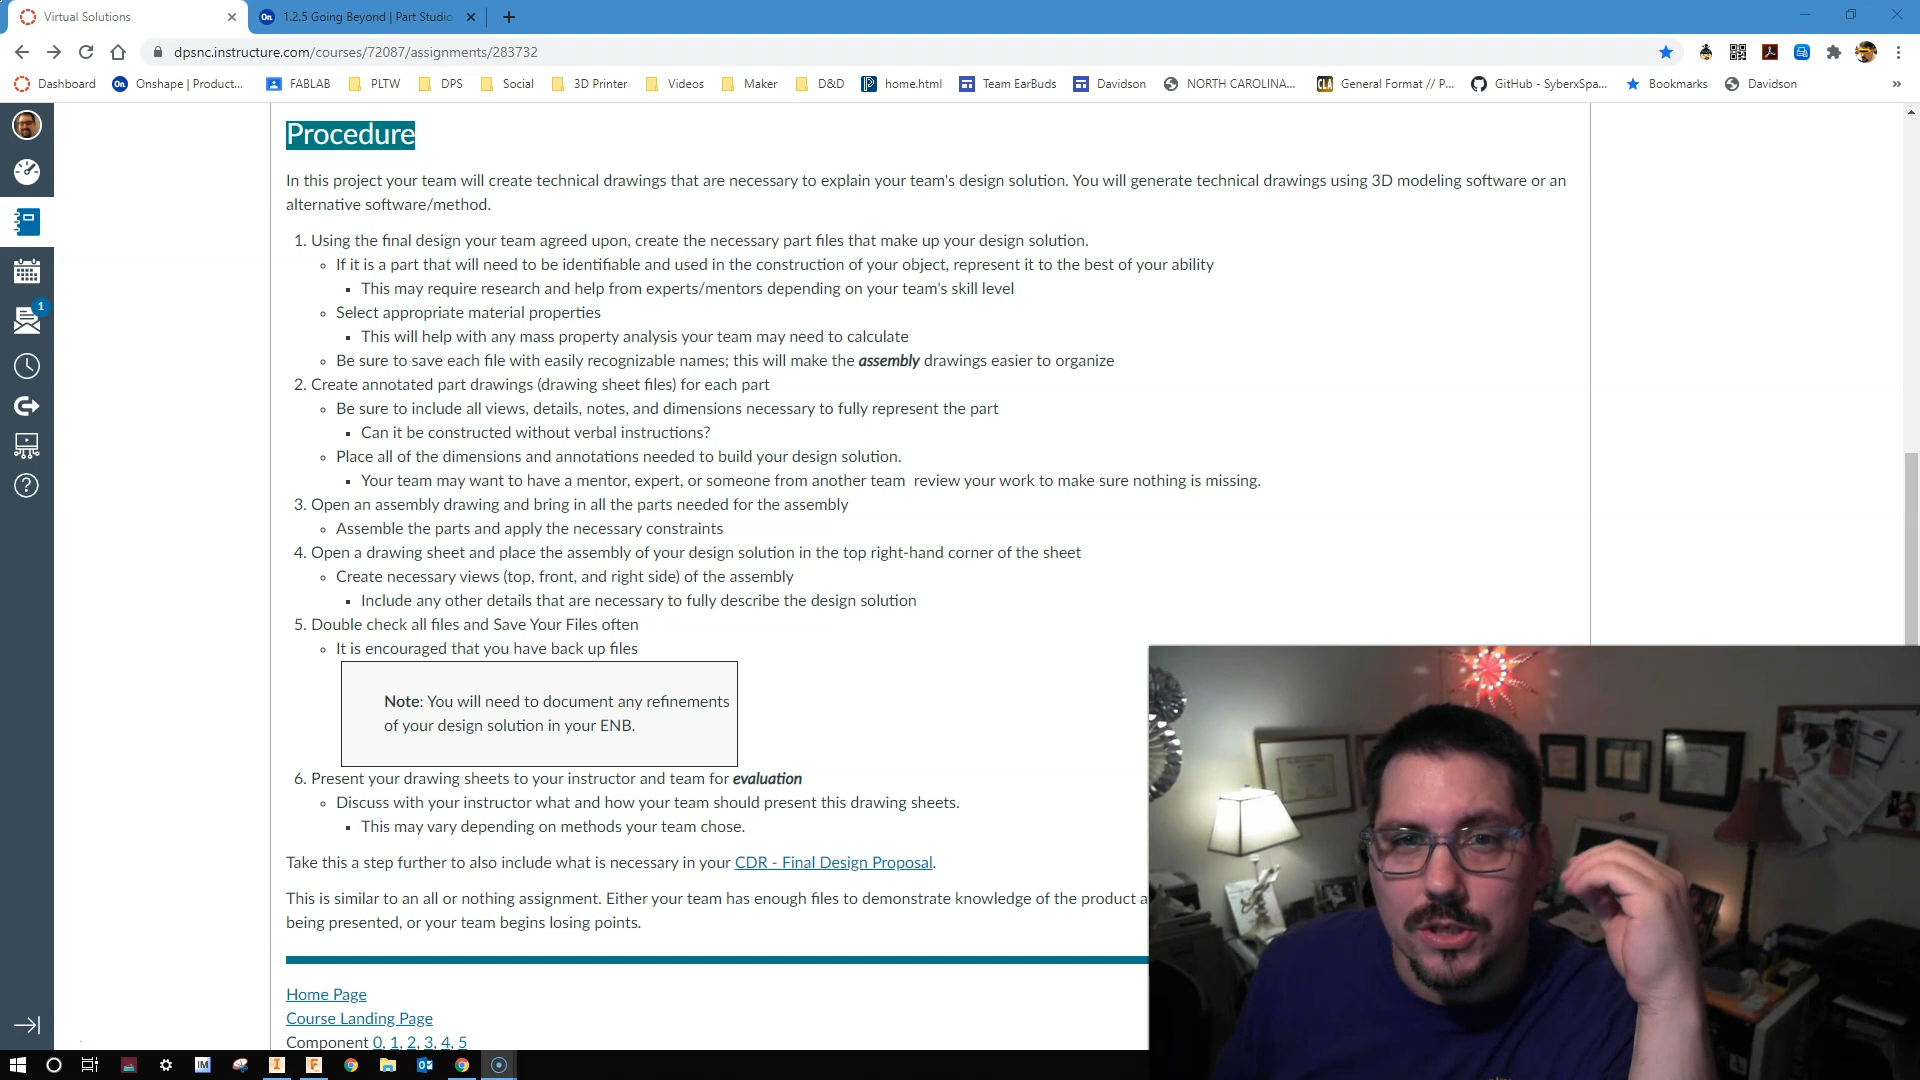 Virtual Solutions
1.2.5 Going Beyond | Part Studio
dpsnc.instructure.com/courses/72087/assignments/283732
Dashboard
Onshape | Product...
FABLAB
PLTW
DPS
Social
3D Printer
Videos
Maker
D&D
home.html
Team EarBuds
Davidson
NORTH CAROLINA...
General Format // P...
GitHub - SyberxSpa...
Bookmarks
Davidson
1
Procedure
In this project your team will create technical drawings that are necessary to explain your team's design solution. You will generate technical drawings using 3D modeling software or an
alternative software/method.
1. Using the final design your team agreed upon, create the necessary part files that make up your design solution.
If it is a part that will need to be identifiable and used in the construction of your object, represent it to the best of your ability
This may require research and help from experts/mentors depending on your team's skill level
Select appropriate material properties
This will help with any mass property analysis your team may need to calculate
Be sure to save each file with easily recognizable names; this will make the assembly drawings easier to organize
2. Create annotated part drawings (drawing sheet files) for each part
Be sure to include all views, details, notes, and dimensions necessary to fully represent the part
Can it be constructed without verbal instructions?
Place all of the dimensions and annotations needed to build your design solution.
Your team may want to have a mentor, expert, or someone from another team review your work to make sure nothing is missing.
3. Open an assembly drawing and bring in all the parts needed for the assembly
Assemble the parts and apply the necessary constraints
4. Open a drawing sheet and place the assembly of your design solution in the top right-hand corner of the sheet
Create necessary views (top, front, and right side) of the assembly
Include any other details that are necessary to fully describe the design solution
5. Double check all files and Save Your Files often
It is encouraged that you have back up files
Note: You will need to document any refinements
of your design solution in your ENB.
6. Present your drawing sheets to your instructor and team for evaluation
Discuss with your instructor what and how your team should present this drawing sheets.
This may vary depending on methods your team chose.
Take this a step further to also include what is necessary in your CDR - Final Design Proposal.
This is similar to an all or nothing assignment. Either your team has enough files to demonstrate knowledge of the product a
being presented, or your team begins losing points.
Home Page
Course Landing Page
Component 0, 1, 2, 3, 4, 5